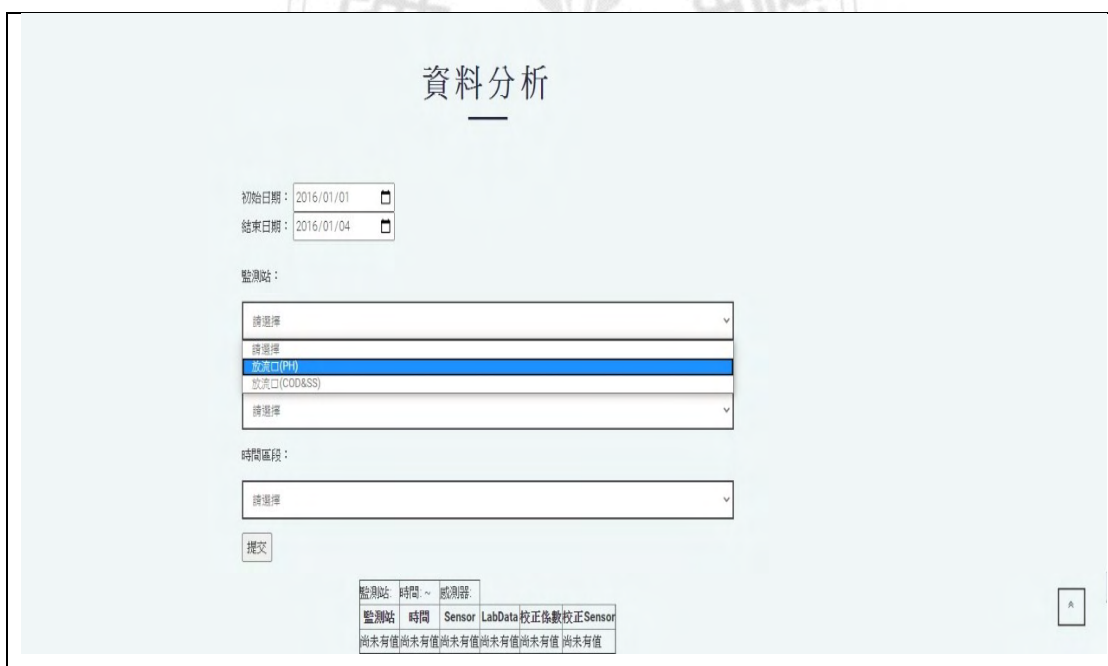 資料分析
初始日期： 2016/01/01
結束日期： 2016/01/04
監測站：
請選擇
請選擇
放流口(PH)
放流口(COD&SS)
請選擇
時間區段：
請選擇
提交
監測站: 時間: ~ 感測器:
監測站 時間 Sensor LabData 校正係數 校正Sensor
尚未有值 尚未有值 尚未有值 尚未有值 尚未有值 尚未有值